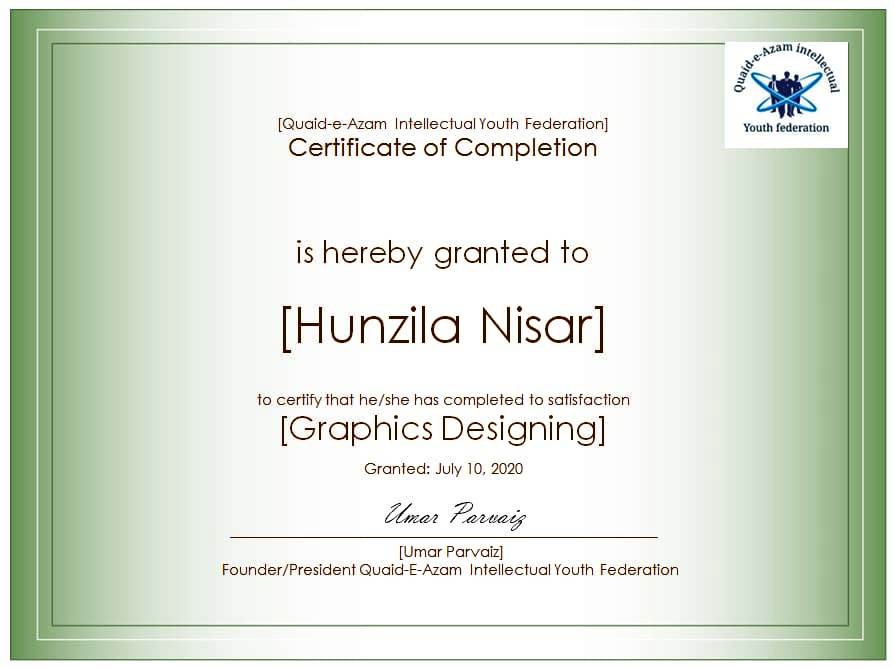 Quaid-e-Azam intellectual
Youth federation
[Quaid-e-Azam Intellectual Youth Federation]
Certificate of Completion
is hereby granted to
[Hunzila Nisar]
to certify that he/she has completed to satisfaction
[Graphics Designing]
Granted: July 10, 2020
Umar Parvaiz
[Umar Parvaiz]
Founder/President Quaid-E-Azam Intellectual Youth Federation